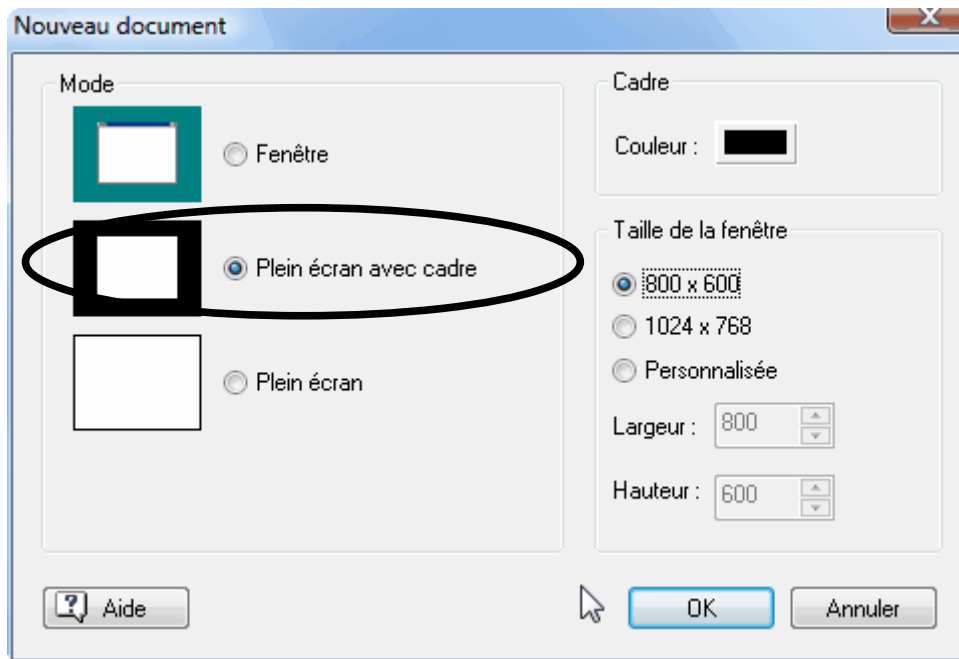 Nouveau document
Mode
Fenêtre
Plein écran avec cadre
Plein écran
Cadre
Couleur :
Taille de la fenêtre
800 x 600
1024 x 768
Personnalisée
Largeur : 800
Hauteur : 600
Aide
OK
Annuler